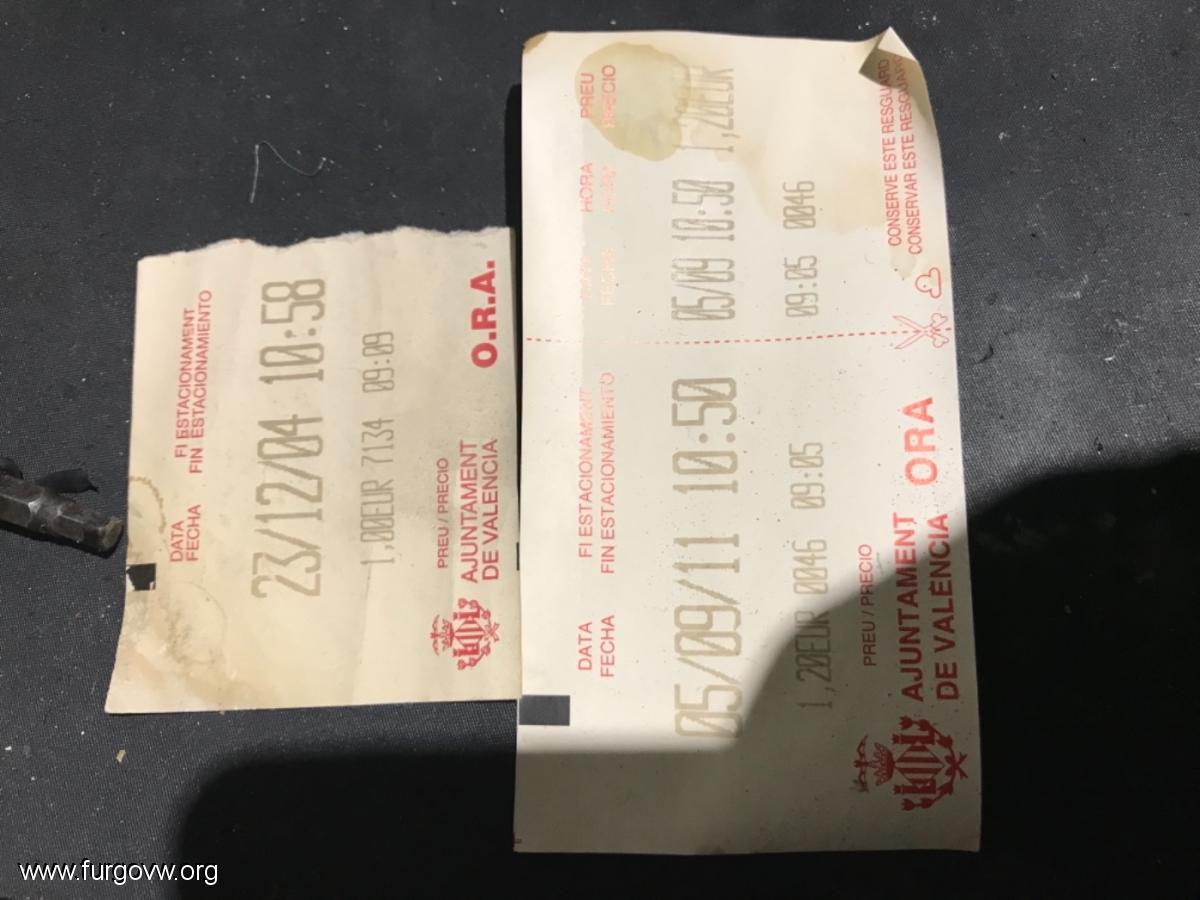 DATA FI ESTACIONAMENT
FECHA FIN ESTACIONAMIENTO
23/12/04 10:58
1,00EUR 7134 09:09
PREU / PRECIO
AJUNTAMENT
DE VALENCIA O.R.A.
DATA FI ESTACIONAMENT
FECHA FIN ESTACIONAMIENTO
05/09/11 10:50
1,20EUR 0046 09:05
PREU / PRECIO
AJUNTAMENT
DE VALÈNCIA ORA
DATA HORA PREU
FECHA HORA PRECIO
05/09 10:50 1,20EUR
09:05 0046
CONSERVE ESTE RESGUARD
CONSERVAR ESTE RESGUARDO
www.furgovw.org